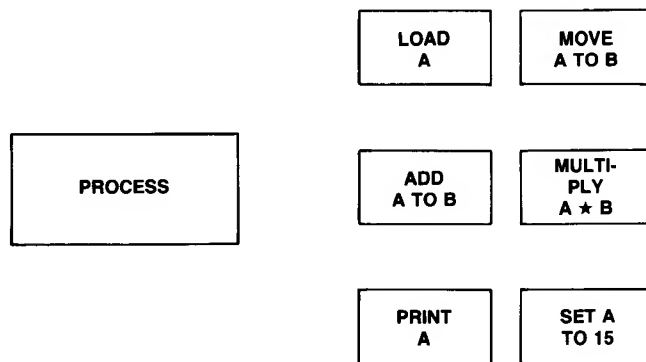 LOAD
A
MOVE
A TO B
PROCESS
ADD
A TO B
MULTI-
PLY
A ★ B
PRINT
A
SET A
TO 15